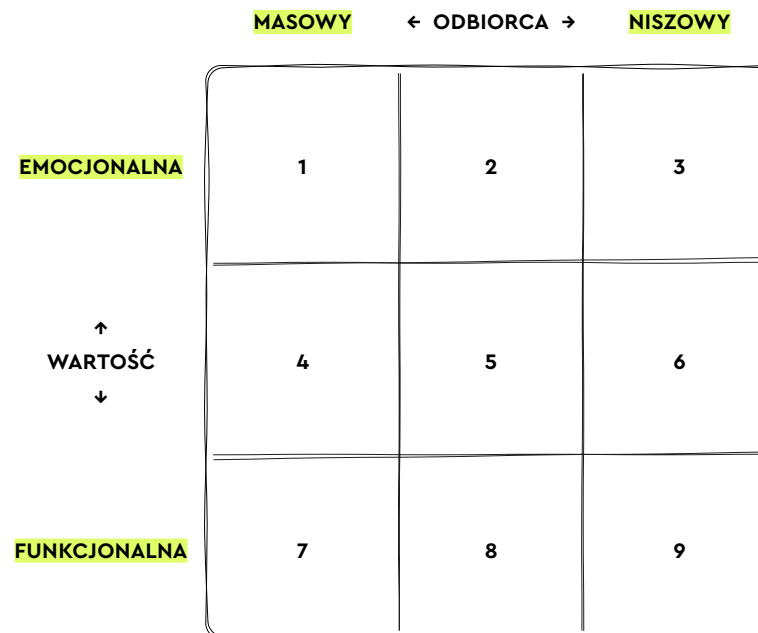 MASOWY ← ODBIORCA → NISZOWY
EMOCJONALNA 1 2 3
↑
WARTOŚĆ 4 5 6
↓
FUNKCJONALNA 7 8 9